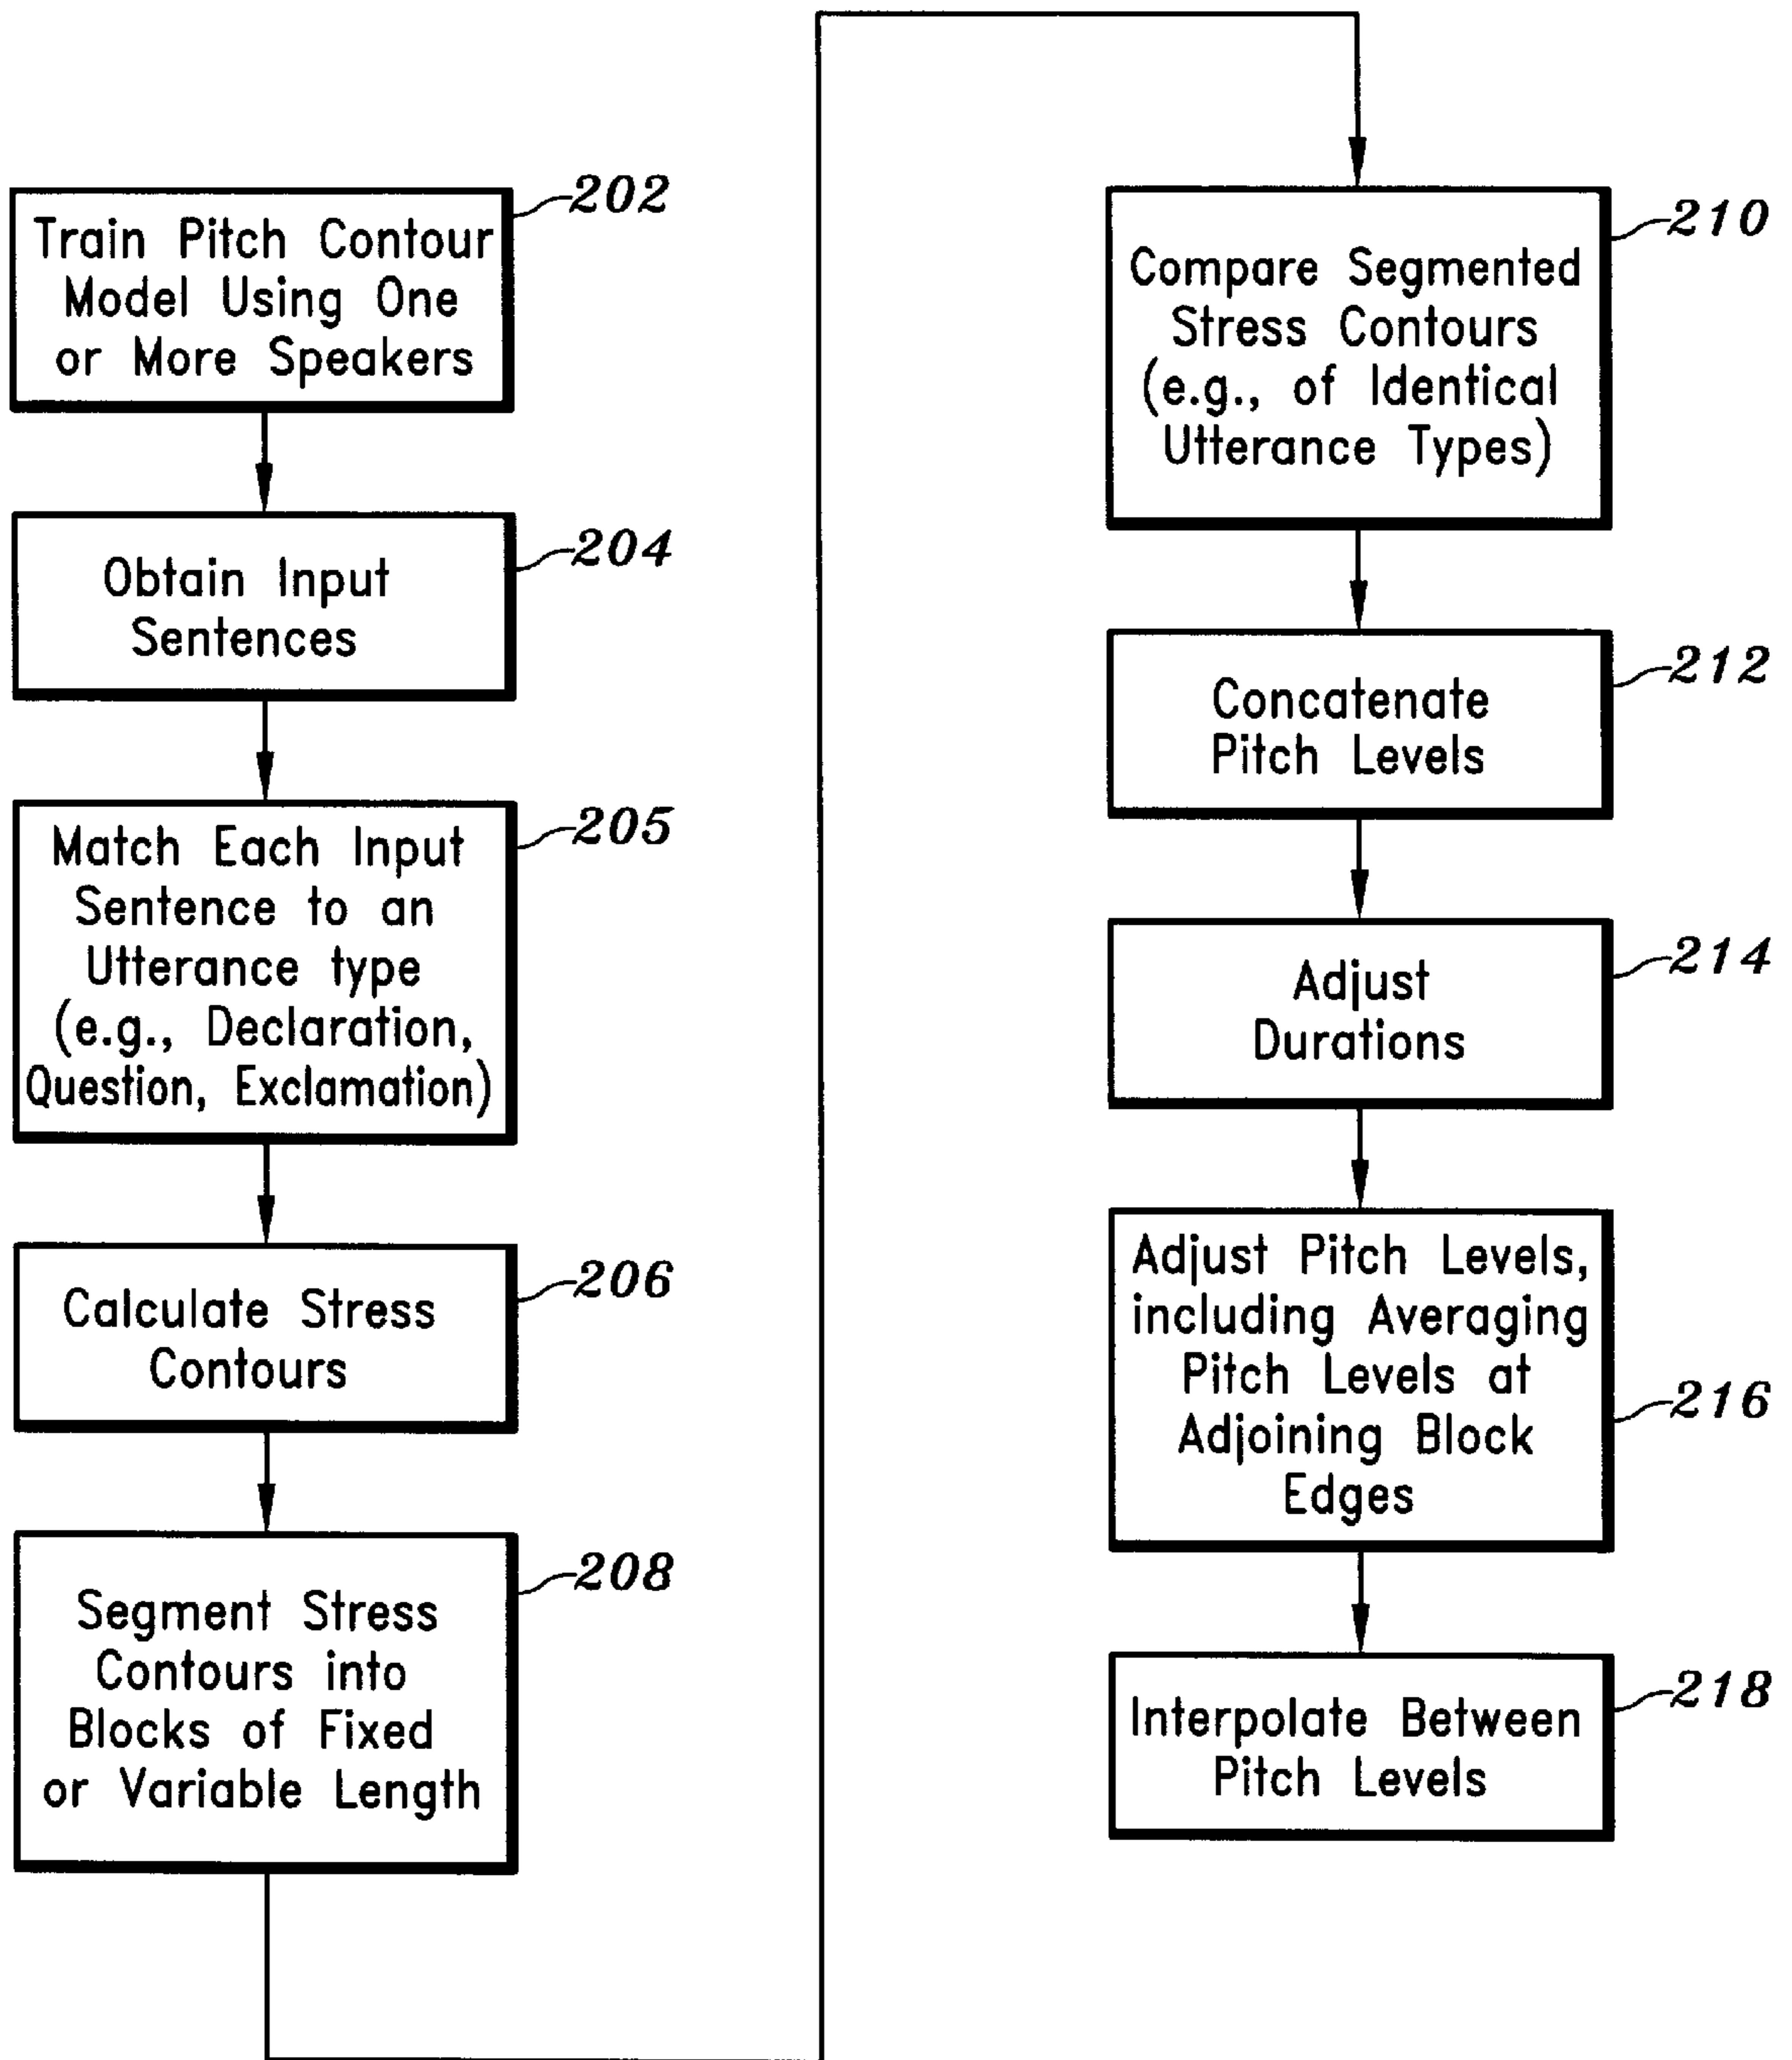 202
Train Pitch Contour
Model Using One
or More Speakers
204
Obtain Input
Sentences
205
Match Each Input
Sentence to an
Utterance type
(e.g., Declaration,
Question, Exclamation)
206
Calculate Stress
Contours
208
Segment Stress
Contours into
Blocks of Fixed
or Variable Length
210
Compare Segmented
Stress Contours
(e.g., of Identical
Utterance Types)
212
Concatenate
Pitch Levels
214
Adjust
Durations
216
Adjust Pitch Levels,
including Averaging
Pitch Levels at
Adjoining Block
Edges
218
Interpolate Between
Pitch Levels